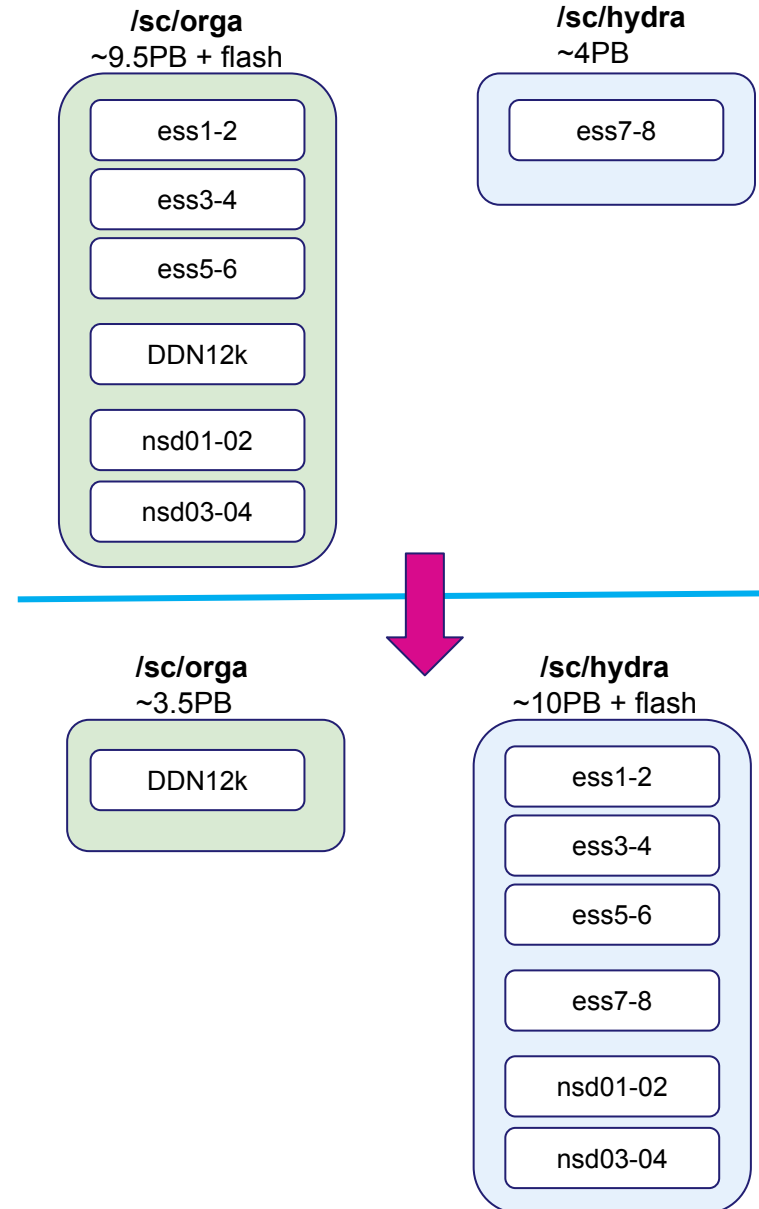 /sc/orga
~9.5PB + flash
ess1-2
ess3-4
ess5-6
DDN12k
nsd01-02
nsd03-04
/sc/hydra
~4PB
ess7-8
/sc/orga
~3.5PB
DDN12k
/sc/hydra
~10PB + flash
ess1-2
ess3-4
ess5-6
ess7-8
nsd01-02
nsd03-04